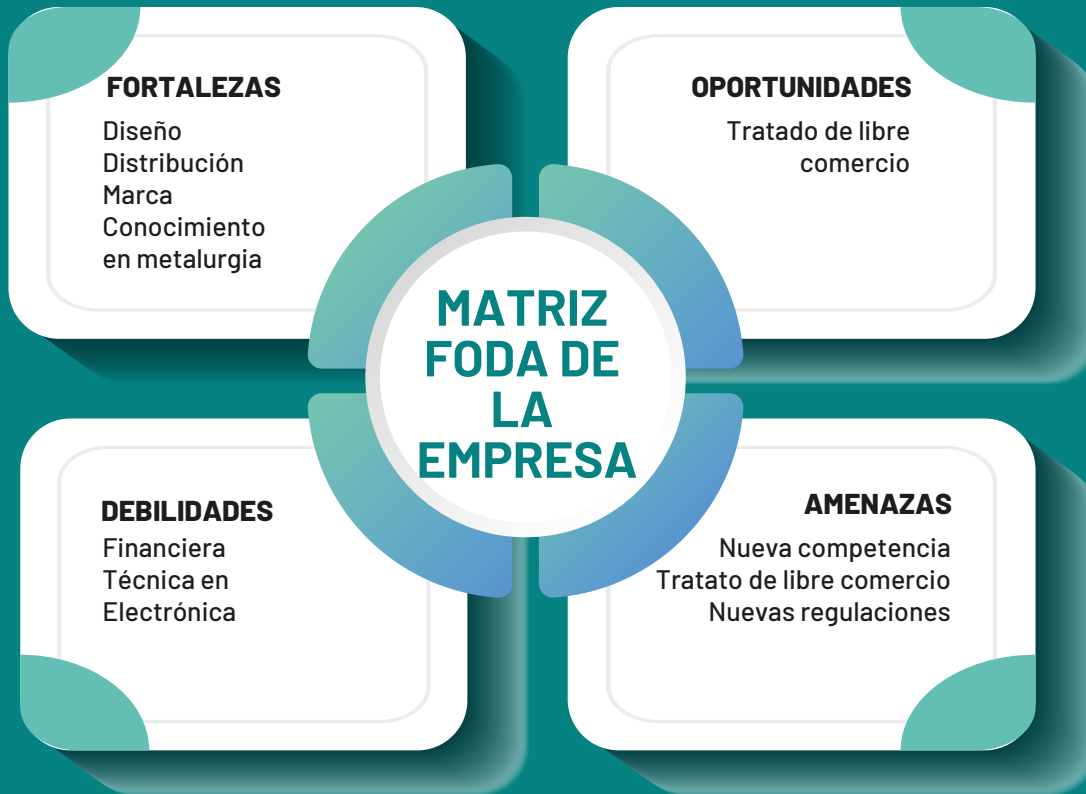 FORTALEZAS
Diseño
Distribución
Marca
Conocimiento
en metalurgia
OPORTUNIDADES
Tratado de libre
comercio
MATRIZ
FODA DE
LA
EMPRESA
DEBILIDADES
Financiera
Técnica en
Electrónica
AMENAZAS
Nueva competencia
Tratato de libre comercio
Nuevas regulaciones